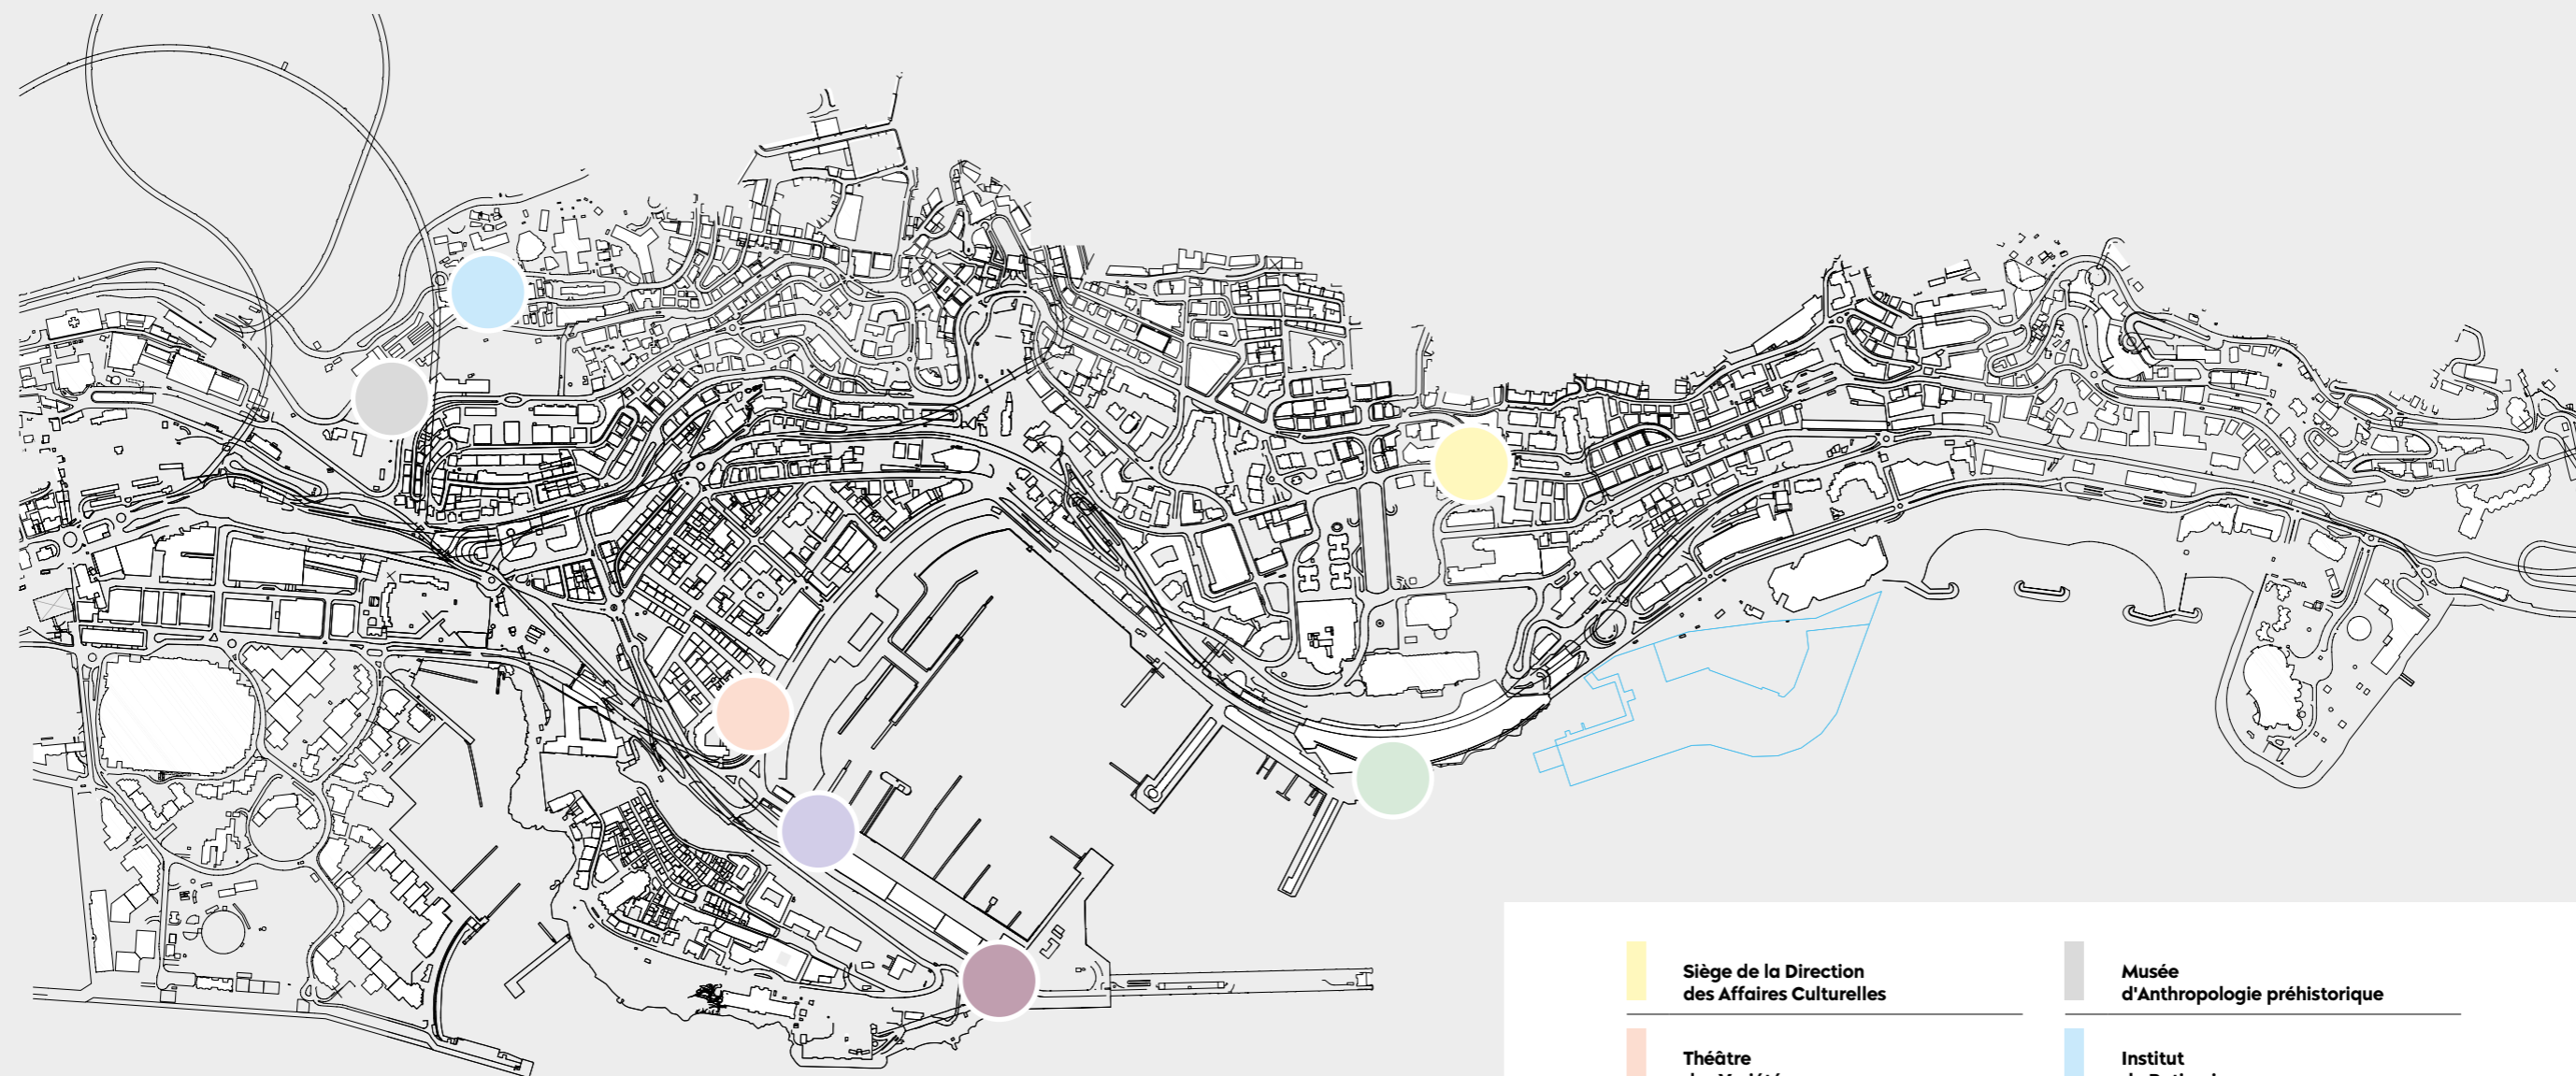 Siège de la Direction
des Affaires Culturelles
Musée
d'Anthropologie préhistorique
Théâtre
Institut